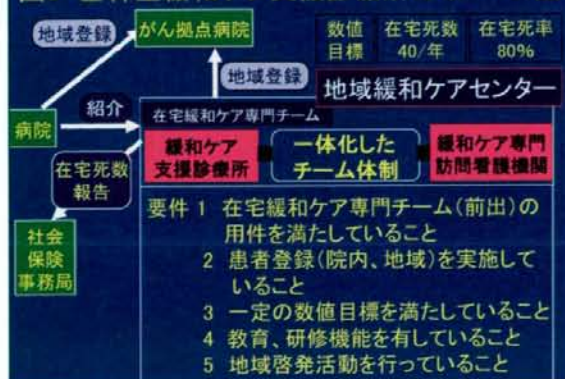 地域登録
がん拠点病院
数値
目標
在宅死数
40/年
在宅死率
80%
地域登録
地域緩和ケアセンター
病院
紹介
在宅緩和ケア専門チーム
緩和ケア
支援診療所
一体化した
チーム体制
緩和ケア専門
訪問看護機関
在宅死数
報告
社会
保険
事務局
要件 1 在宅緩和ケア専門チーム(前出)の
用件を満たしていること
2 患者登録(院内、地域)を実施して
いること
3 一定の数値目標を満たしていること
4 教育、研修機能を有していること
5 地域啓発活動を行っていること